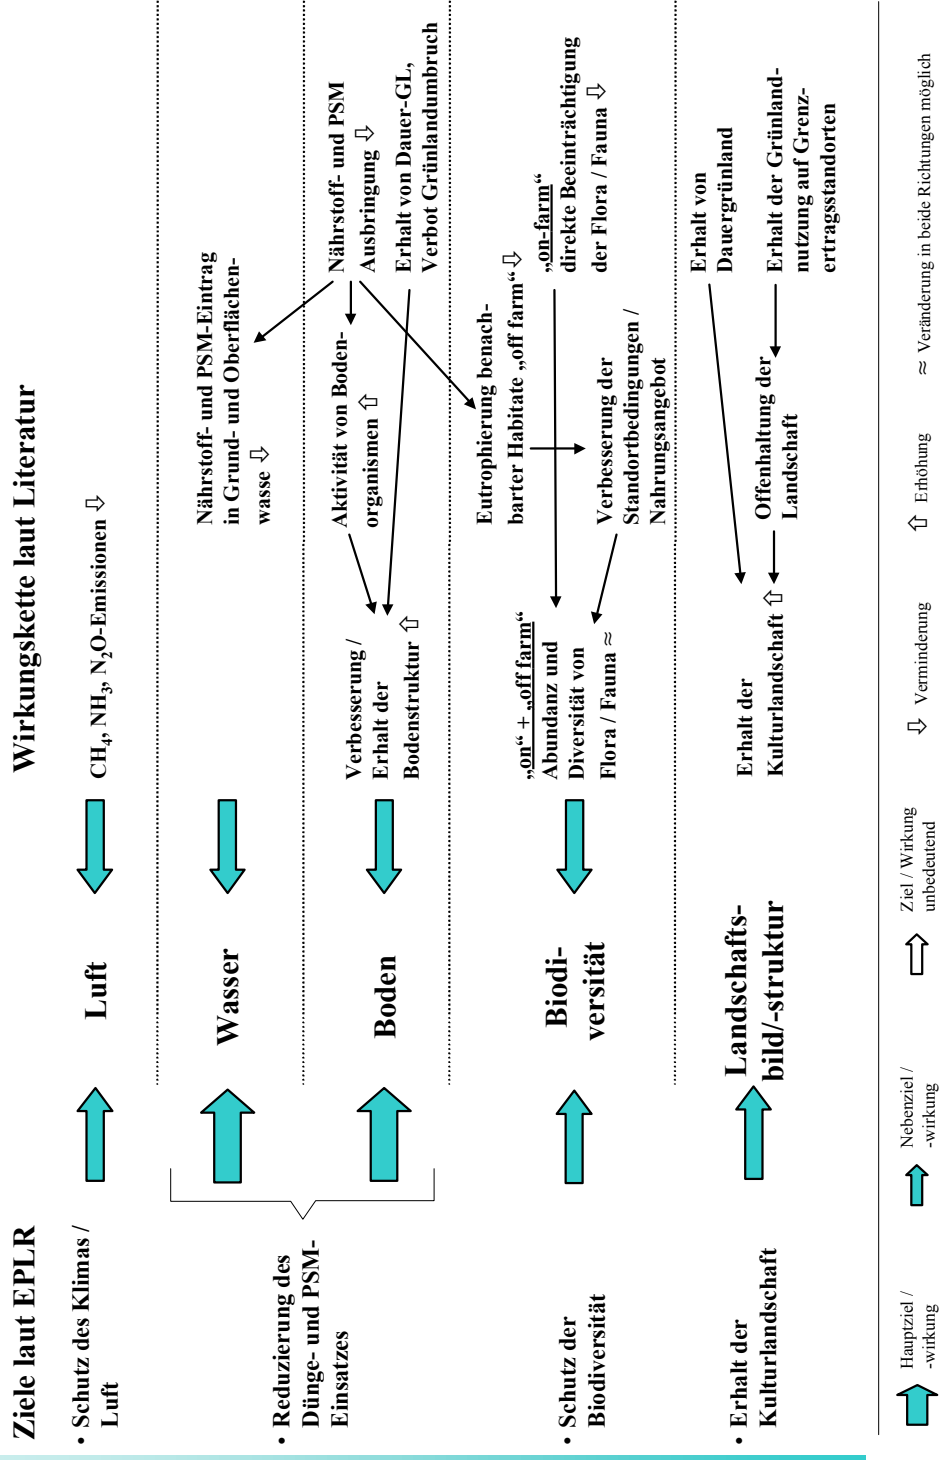 Ziele laut EPLR
Wirkungskette laut Literatur
• Schutz des Klimas /
Luft
Luft
CH4, NH3, N2O-Emissionen ⇩
• Reduzierung des
Dünge- und PSM-
Einsatzes
Wasser
Nährstoff- und PSM-Eintrag
in Grund- und Oberflächen-
wasse ⇩
Boden
Verbesserung /
Erhalt der
Bodenstruktur ⇧
Aktivität von Boden-
organismen ⇧
Nährstoff- und PSM
Ausbringung ⇩
Erhalt von Dauer-GL,
Verbot Grünlandumbruch
• Schutz der
Biodiversität
Biodi-
versität
„on“ + „off farm“
Abundanz und
Diversität von
Flora / Fauna ≈
Eutrophierung benach-
barter Habitate „off farm“ ⇩
Verbesserung der
Standortbedingungen /
Nahrungsangebot
„on-farm“
direkte Beeinträchtigung
der Flora / Fauna ⇩
• Erhalt der
Kulturlandschaft
Landschafts-
bild/-struktur
Erhalt der
Kulturlandschaft ⇧
Offenhaltung der
Landschaft
Erhalt von
Dauergrünland
Erhalt der Grünland-
nutzung auf Grenz-
ertragsstandorten
Hauptziel /
-wirkung
Nebenziel /
-wirkung
Ziel / Wirkung
unbedeutend
⇩ Verminderung
⇧ Erhöhung
≈ Veränderung in beide Richtungen möglich